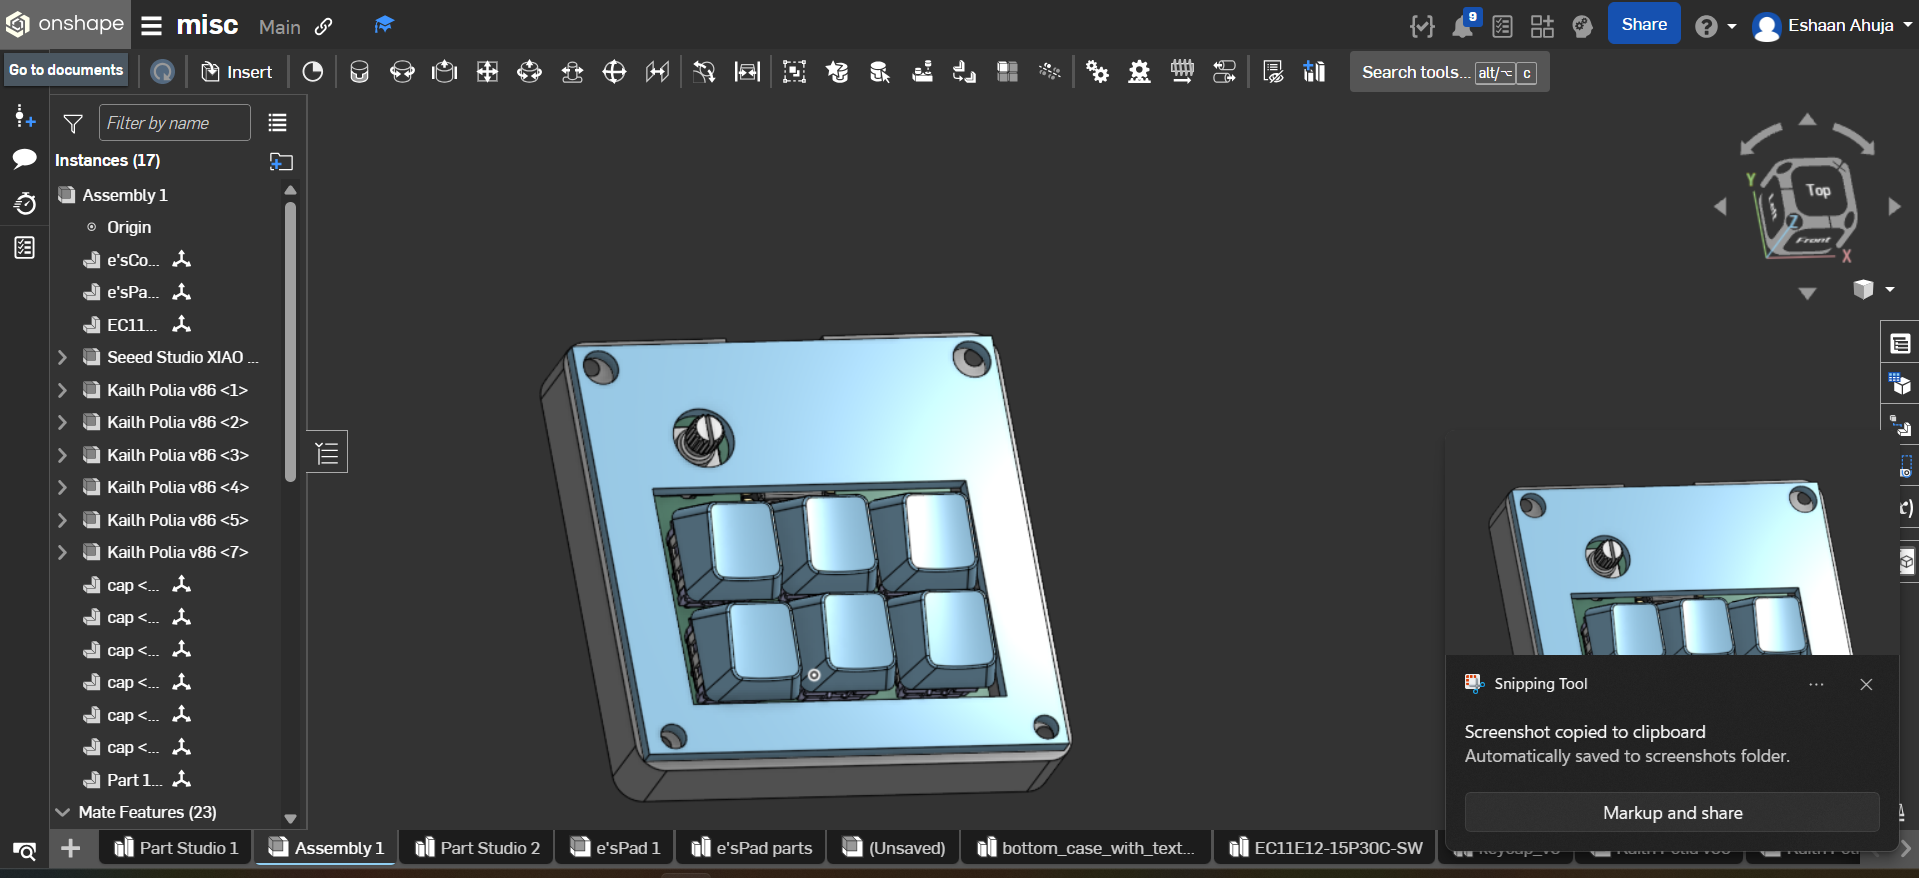 onshape
misc
Main
9
Share
Eshaan Ahuja
Go to documents
Insert
Search tools... alt/⌥ c
Filter by name
Instances (17)
Assembly 1
Origin
e'sCo...
e'sPa...
EC11...
Seeed Studio XIAO ...
Kailh Polia v86 <1>
Kailh Polia v86 <2>
Kailh Polia v86 <3>
Kailh Polia v86 <4>
Kailh Polia v86 <5>
Kailh Polia v86 <7>
cap <...
cap <...
cap <...
cap <...
cap <...
cap <...
Part 1...
Mate Features (23)
Y
Top
Left
Z
Front
X
Snipping Tool
Screenshot copied to clipboard
Automatically saved to screenshots folder.
Markup and share
Part Studio 1
Assembly 1
Part Studio 2
e'sPad 1
e'sPad parts
(Unsaved)
bottom_case_with_text...
EC11E12-15P30C-SW